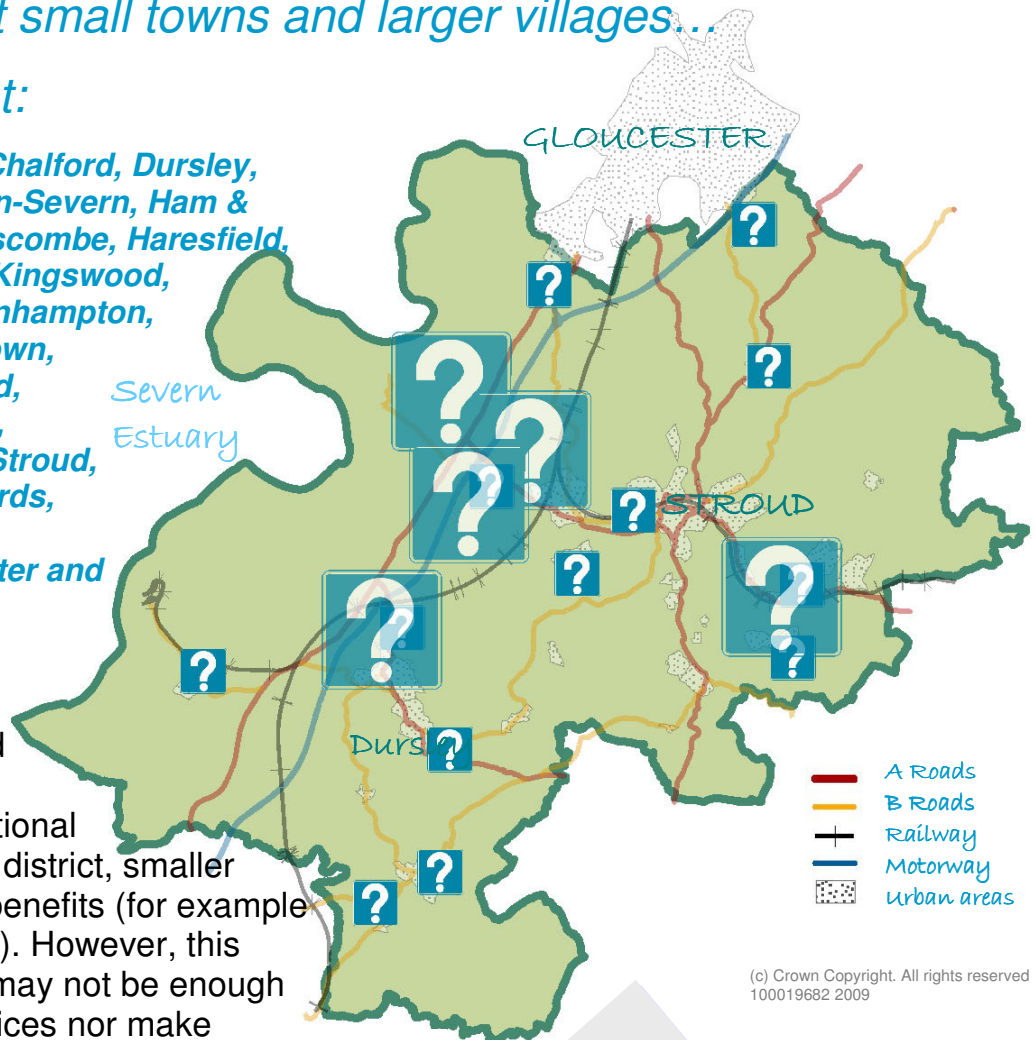 t small towns and larger villages…
t:
Chalford, Dursley,
n-Severn, Ham &
scombe, Haresfield,
Kingswood,
nhampton,
own,
d,
,
Stroud,
rds,
ter and
d
tional
district, smaller
benefits (for example
). However, this
may not be enough
ices nor make
GLOUCESTER
?
?
?
?
?
?
Severn
Estuary
?
?
?
STROUD
?
?
?
?
?
?
?
Dursley
?
?
?
A Roads
B Roads
Railway
Motorway
Urban areas
(c) Crown Copyright. All rights reserved
100019682 2009